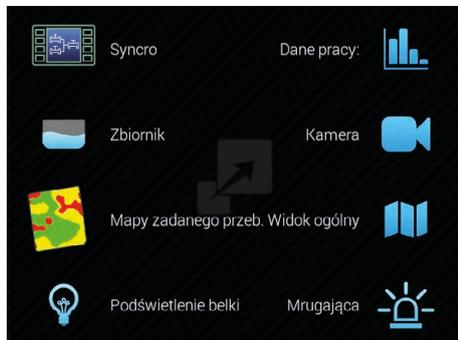 Syncro
Dane pracy:
Zbiornik
Kamera
Mapy zadanego przeb.
Widok ogólny
Podświetlenie belki
Mrugająca